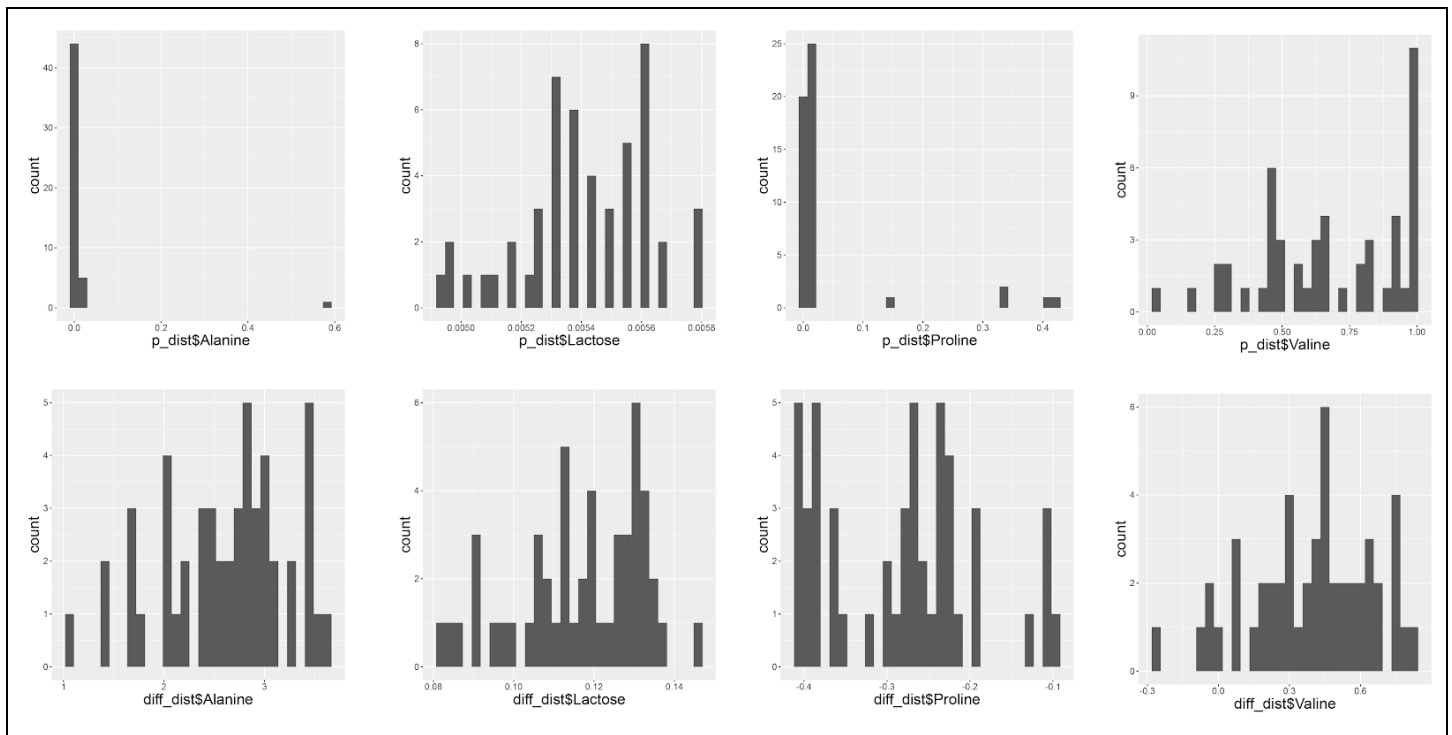 40
30
20
10
0
count
0.0 0.2 0.4 0.6
p_dist$Alanine
8
6
4
2
0
count
0.0050 0.0052 0.0054 0.0056 0.0058
p_dist$Lactose
25
20
15
10
5
0
count
0.0 0.1 0.2 0.3 0.4
p_dist$Proline
9
6
3
0
count
0.00 0.25 0.50 0.75 1.00
p_dist$Valine
5
4
3
2
1
0
count
1 2 3
diff_dist$Alanine
6
4
2
0
count
0.08 0.10 0.12 0.14
diff_dist$Lactose
5
4
3
2
1
0
count
-0.4 -0.3 -0.2 -0.1
diff_dist$Proline
6
4
2
0
count
-0.3 0.0 0.3 0.6
diff_dist$Valine